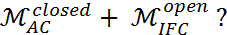 ℳ_{AC}^{closed} + ℳ_{IFC}^{open} ?